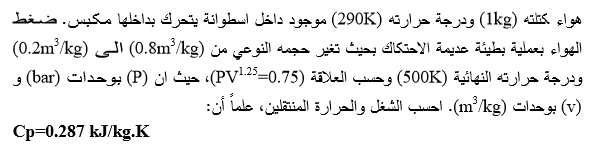 هواء كتلته (1kg) ودرجة حرارته (290K) موجود داخل اسطوانة يتحرك بداخلها مكبس. ضغط
الهواء بعملية بطيئة عديمة الاحتكاك بحيث تغير حجمه النوعي من (0.8m³/kg) الى (0.2m³/kg)
ودرجة حرارته النهائية (500K) وحسب العلاقة (PV^1.25=0.75)، حيث ان (P) بوحدات (bar) و
(v) بوحدات (m³/kg). احسب الشغل والحرارة المنتقلين، علماً أن:
Cp=0.287 kJ/kg.K